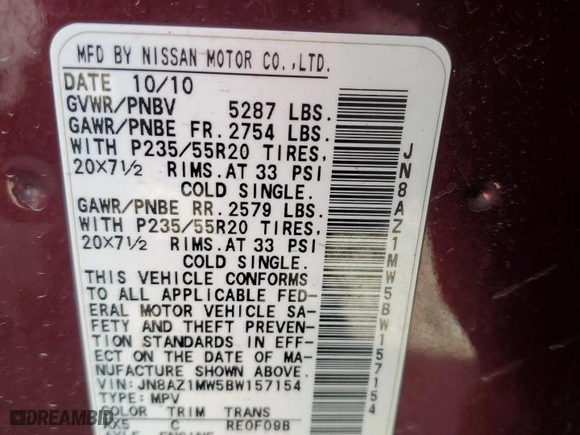 MFD BY NISSAN MOTOR CO.,LTD.
DATE 10/10
GVWR/PNBV 5287 LBS.
GAWR/PNBE FR. 2754 LBS.
WITH P235/55R20 TIRES,
20X7½ RIMS.AT 33 PSI
COLD SINGLE.
GAWR/PNBE RR. 2579 LBS.
WITH P235/55R20 TIRES,
20X7½ RIMS.AT 33 PSI
COLD SINGLE.
THIS VEHICLE CONFORMS
TO ALL APPLICABLE FED-
ERAL MOTOR VEHICLE SA-
FETY AND THEFT PREVEN-
TION STANDARDS IN EFF-
ECT ON THE DATE OF MA-
NUFACTURE SHOWN ABOVE.
VIN: JN8AZ1MW5BW157154
TYPE: MPV
COLOR TRIM TRANS
C RE0F09B
AXLE ENGINE
JN8AZ1MW5BW157154
DREAMBID